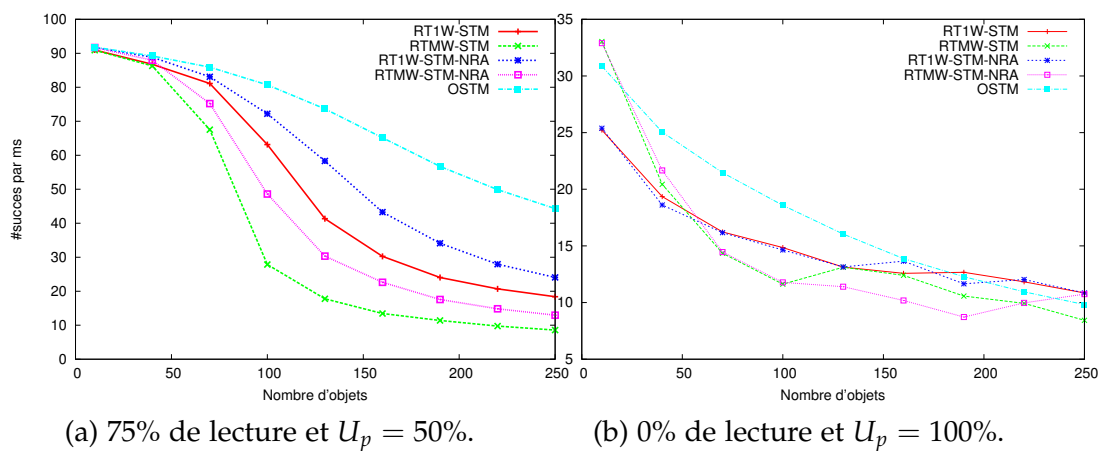 100
90
80
70
60
50
40
30
20
10
0
#succes par ms
0 50 100 150 200 250
Nombre d'objets
RT1W-STM
RTMW-STM
RT1W-STM-NRA
RTMW-STM-NRA
OSTM
(a) 75% de lecture et Up = 50%.
35
30
25
20
15
10
5
0 50 100 150 200 250
Nombre d'objets
RT1W-STM
RTMW-STM
RT1W-STM-NRA
RTMW-STM-NRA
OSTM
(b) 0% de lecture et Up = 100%.